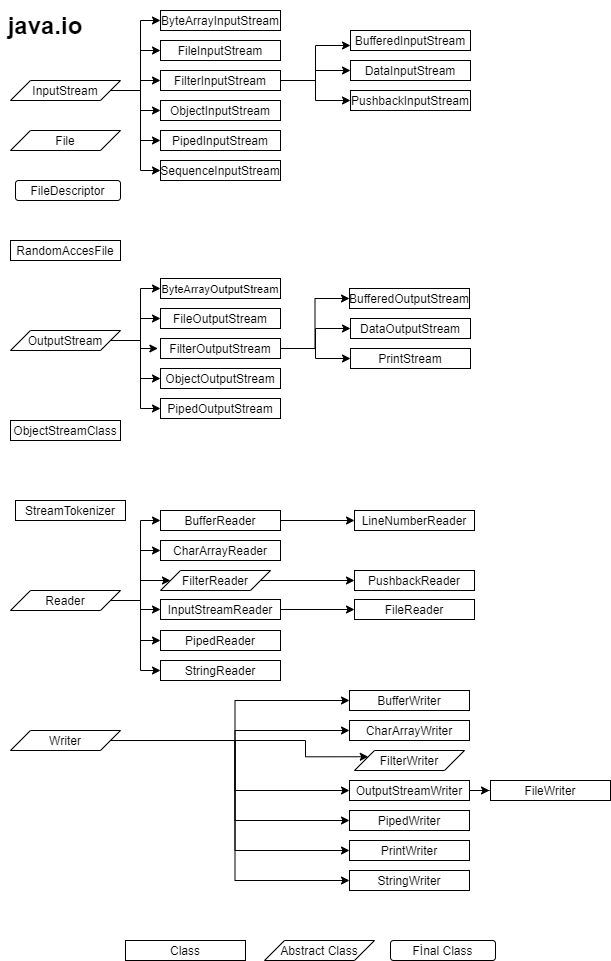 java.io
ByteArrayInputStream
FileInputStream
FilterInputStream
ObjectInputStream
PipedInputStream
SequenceInputStream
BufferedInputStream
DataInputStream
PushbackInputStream
InputStream
File
FileDescriptor
RandomAccesFile
ByteArrayOutputStream
FileOutputStream
FilterOutputStream
ObjectOutputStream
PipedOutputStream
BufferedOutputStream
DataOutputStream
PrintStream
OutputStream
ObjectStreamClass
StreamTokenizer
BufferReader
LineNumberReader
CharArrayReader
FilterReader
PushbackReader
Reader
InputStreamReader
FileReader
PipedReader
StringReader
Writer
BufferWriter
CharArrayWriter
FilterWriter
OutputStreamWriter
FileWriter
PipedWriter
PrintWriter
StringWriter
Class
Abstract Class
Fİnal Class